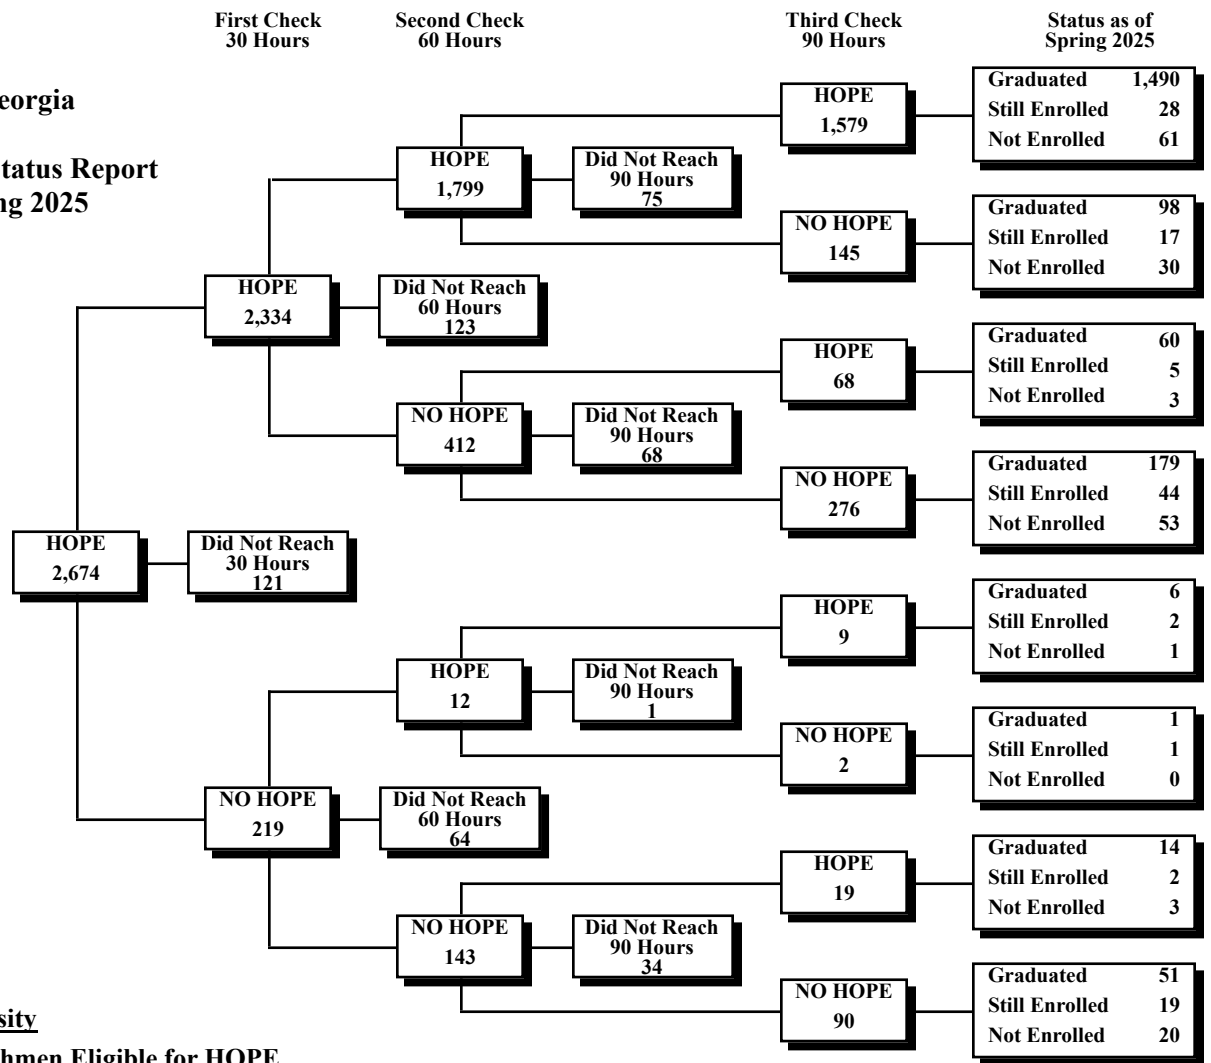 First Check
30 Hours
Second Check
60 Hours
Third Check
90 Hours
Status as of
Spring 2025
eorgia
tatus Report
ng 2025
HOPE
2,674
Did Not Reach
30 Hours
121
HOPE
2,334
Did Not Reach
60 Hours
123
NO HOPE
219
Did Not Reach
60 Hours
64
HOPE
1,799
Did Not Reach
90 Hours
75
NO HOPE
412
Did Not Reach
90 Hours
68
HOPE
12
Did Not Reach
90 Hours
1
NO HOPE
143
Did Not Reach
90 Hours
34
HOPE
1,579
Graduated 1,490
Still Enrolled 28
Not Enrolled 61
NO HOPE
145
Graduated 98
Still Enrolled 17
Not Enrolled 30
HOPE
68
Graduated 60
Still Enrolled 5
Not Enrolled 3
NO HOPE
276
Graduated 179
Still Enrolled 44
Not Enrolled 53
HOPE
9
Graduated 6
Still Enrolled 2
Not Enrolled 1
NO HOPE
2
Graduated 1
Still Enrolled 1
Not Enrolled 0
HOPE
19
Graduated 14
Still Enrolled 2
Not Enrolled 3
NO HOPE
90
Graduated 51
Still Enrolled 19
Not Enrolled 20
sity
hmen Eligible for HOPE